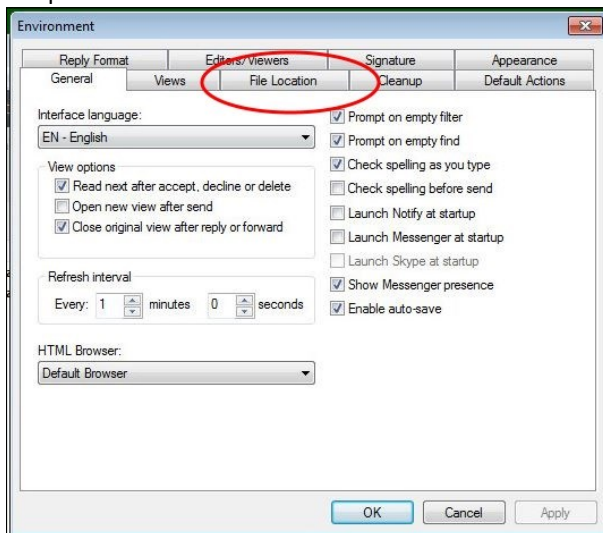 Environment
Reply Format Editors/Viewers Signature Appearance
General Views File Location Cleanup Default Actions
Interface language:
EN - English
View options
Read next after accept, decline or delete
Open new view after send
Close original view after reply or forward
Refresh interval
Every: 1 minutes 0 seconds
HTML Browser:
Default Browser
Prompt on empty filter
Prompt on empty find
Check spelling as you type
Check spelling before send
Launch Notify at startup
Launch Messenger at startup
Launch Skype at startup
Show Messenger presence
Enable auto-save
OK Cancel Apply